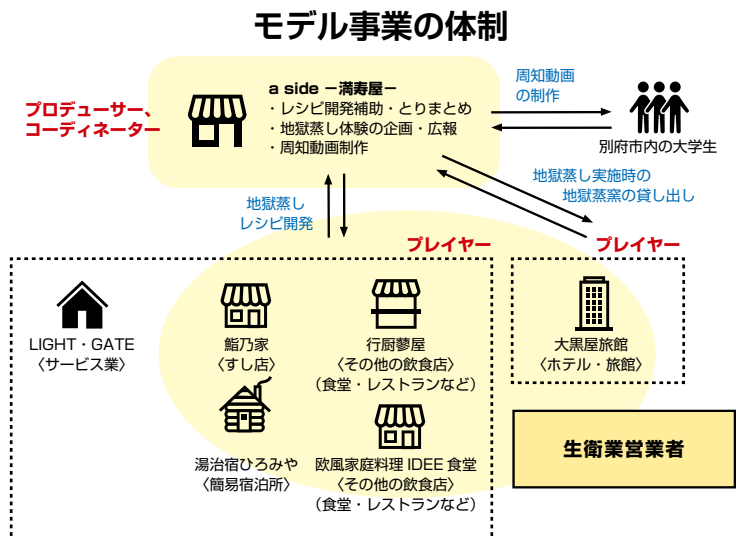 モデル事業の体制
プロデューサー、
コーディネーター
a side －満寿屋－
・レシピ開発補助・とりまとめ
・地獄蒸し体験の企画・広報
・周知動画制作
周知動画
の制作
別府市内の大学生
地獄蒸し
レシピ開発
地獄蒸し実施時の
地獄蒸窯の貸し出し
プレイヤー
プレイヤー
LIGHT・GATE
〈サービス業〉
鮨乃家
〈すし店〉
行厨夢屋
〈その他の飲食店〉
（食堂・レストランなど）
大黒屋旅館
〈ホテル・旅館〉
湯治宿ひろみや
〈簡易宿泊所〉
欧風家庭料理 IDEE 食堂
〈その他の飲食店〉
（食堂・レストランなど）
生衛業営業者